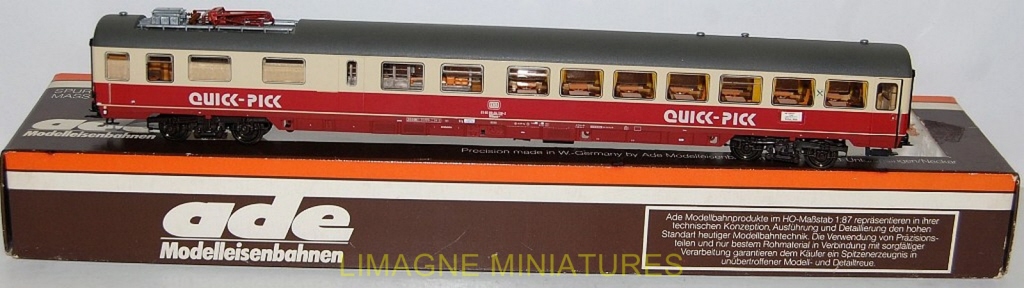 QUICK-PICK
QUICK-PICK
DB
SPUR
MASS
Precision made in W.-Germany by Ade Modelleisenb
ade
Modelleisenbahnen
Ade Modellbahnprodukte im HO-Maßstab 1:87 repräsentieren in ihrer
technischen Konzeption, Ausführung und Detaillierung den hohen
Standart heutiger Modellbahntechnik. Die Verwendung von Präzisions-
teilen und nur bestem Rohmaterial in Verbindung mit sorgfältiger
Verarbeitung garantieren dem Käufer ein Spitzenerzeugnis in
unübertroffener Modell- und Detailtreue.
LIMAGNE MINIATURES